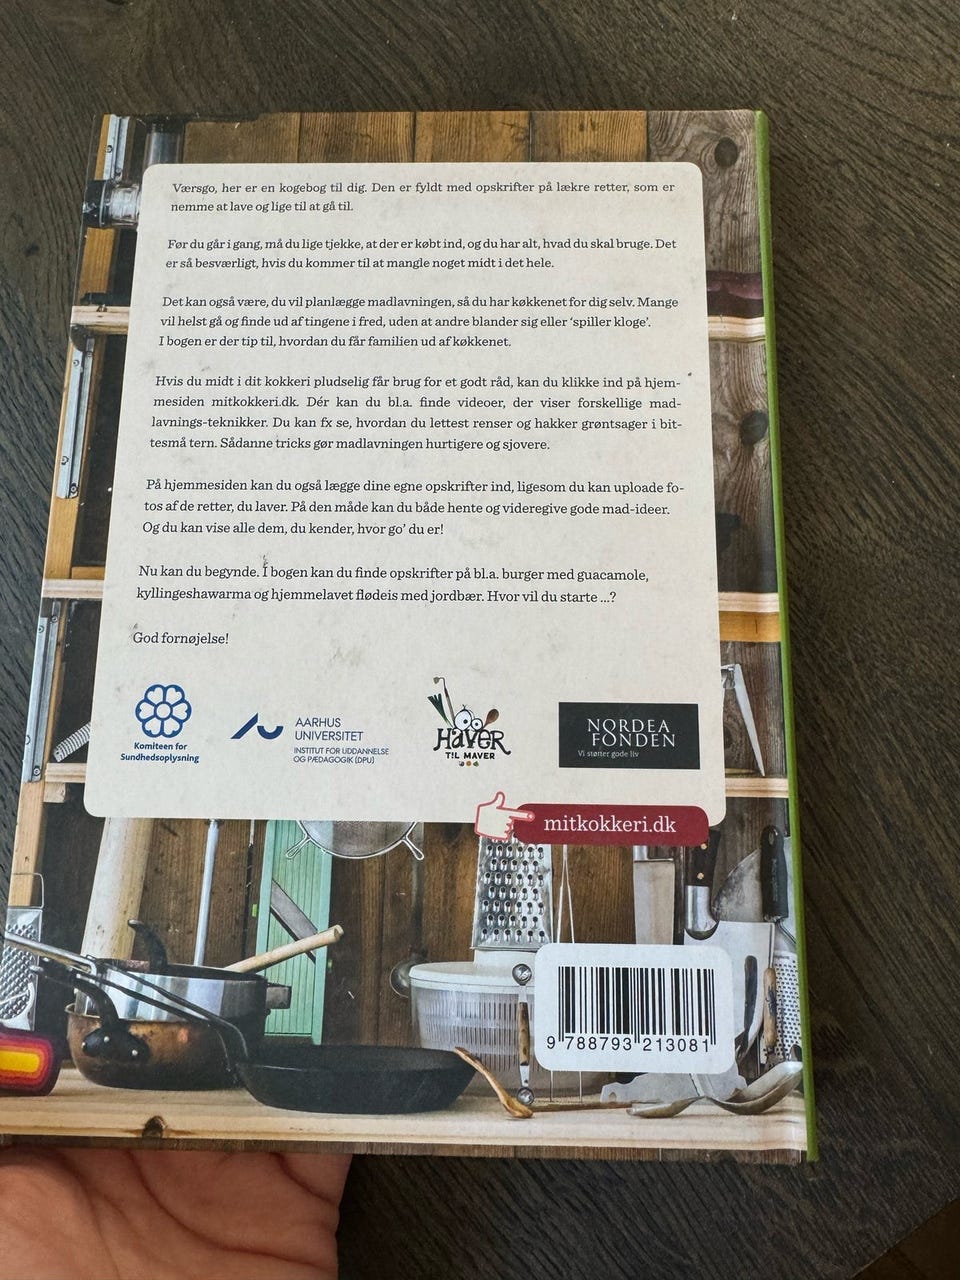 Værsgo, her er en kogebog til dig. Den er fyldt med opskrifter på lækre retter, som er
nemme at lave og lige til at gå til.
Før du går i gang, må du lige tjekke, at der er købt ind, og du har alt, hvad du skal bruge. Det
er så besværligt, hvis du kommer til at mangle noget midt i det hele.
Det kan også være, du vil planlægge madlavningen, så du har køkkenet for dig selv. Mange
vil helst gå og finde ud af tingene i fred, uden at andre blander sig eller ‘spiller kloge’.
I bogen er der tip til, hvordan du får familien ud af køkkenet.
Hvis du midt i dit kokkeri pludselig får brug for et godt råd, kan du klikke ind på hjem-
mesiden mitkokkeri.dk. Dér kan du bl.a. finde videoer, der viser forskellige mad-
lavnings-teknikker. Du kan fx se, hvordan du lettest renser og hakker grøntsager i bit-
tesmå tern. Sådanne tricks gør madlavningen hurtigere og sjovere.
På hjemmesiden kan du også lægge dine egne opskrifter ind, ligesom du kan uploade fo-
tos af de retter, du laver. På den måde kan du både hente og videregive gode mad-ideer.
Og du kan vise alle dem, du kender, hvor go’ du er!
Nu kan du begynde. I bogen kan du finde opskrifter på bl.a. burger med guacamole,
kyllingeshawarma og hjemmelavet flødeis med jordbær. Hvor vil du starte ...?
God fornøjelse!
Komiteen for
Sundhedsoplysning
AARHUS
UNIVERSITET
INSTITUT FOR UDDANNELSE
OG PÆDAGOGIK (DPU)
HAVER
TIL MAVER
NORDEA
FONDEN
Vi støtter gode liv
mitkokkeri.dk
9 788793 213081